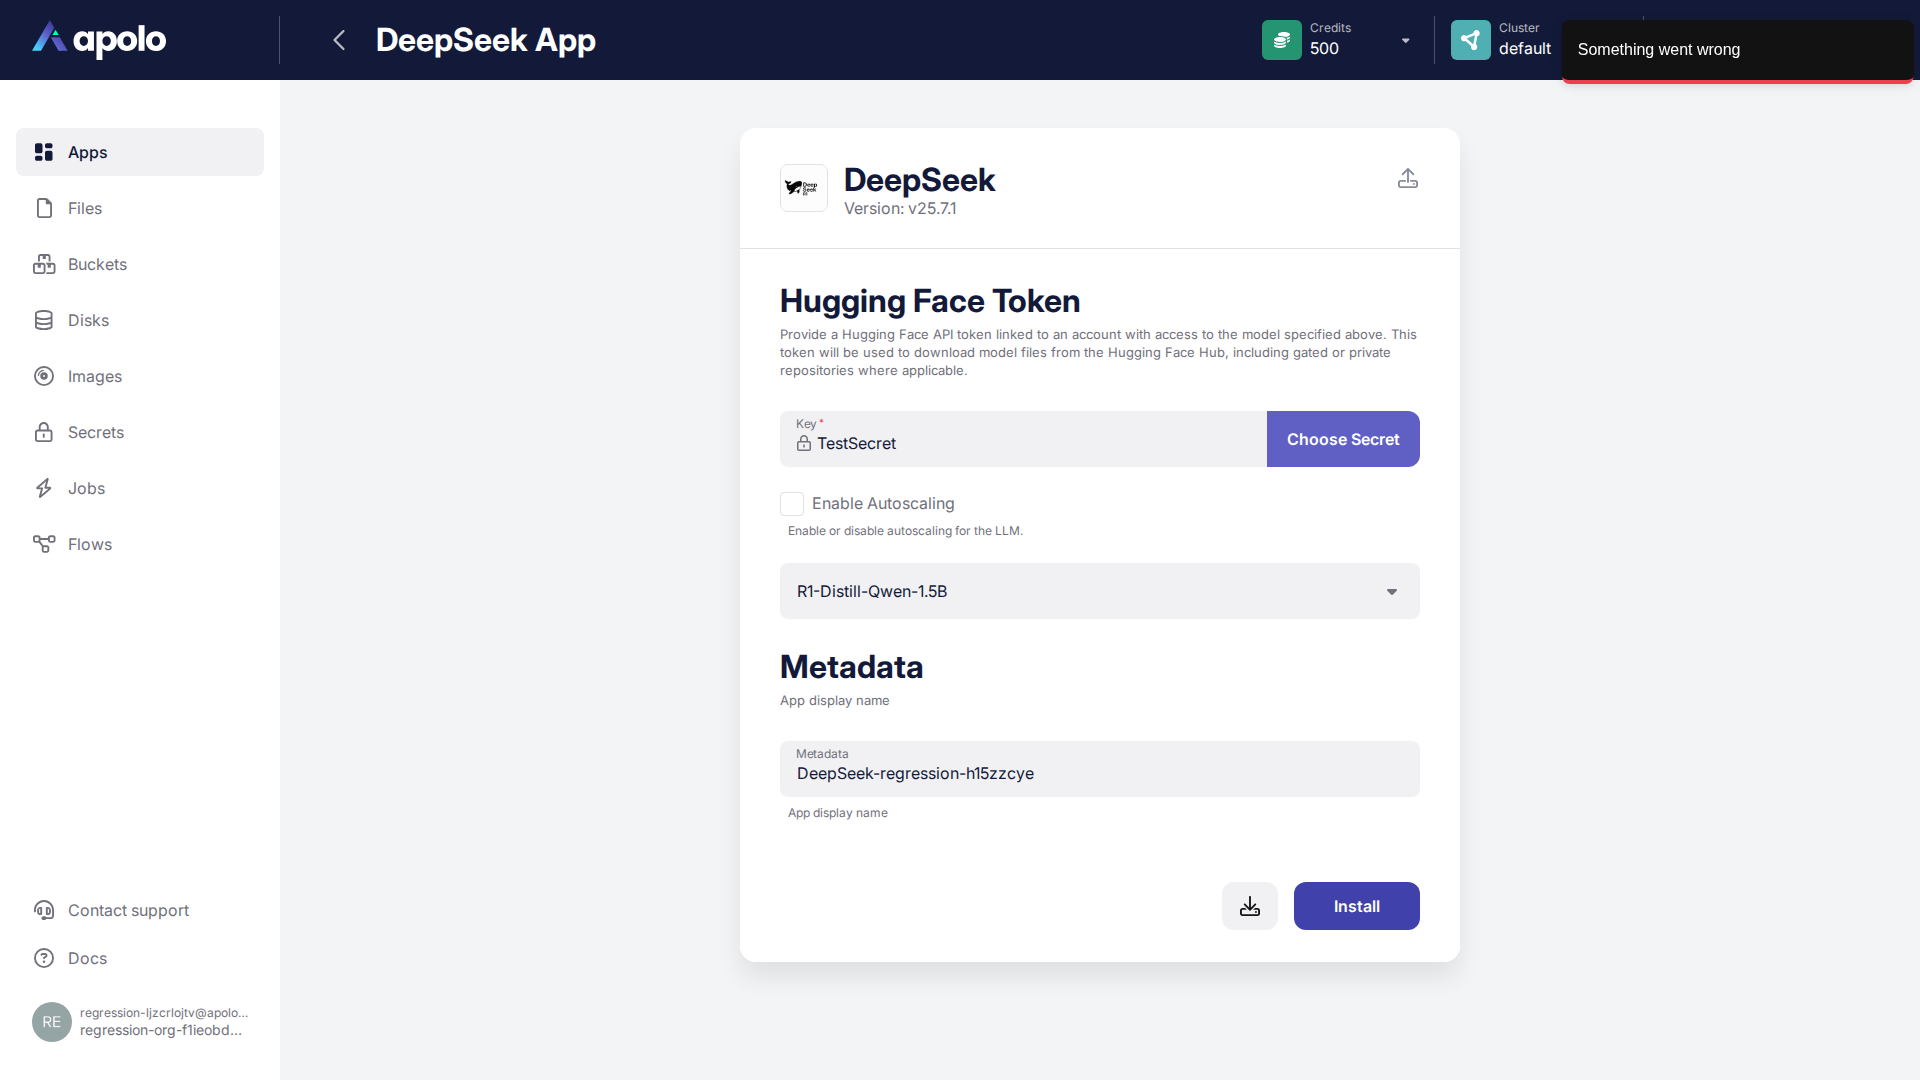 apolo
DeepSeek App
Credits
500
Cluster
default
Something went wrong
Apps
Files
Buckets
Disks
Images
Secrets
Jobs
Flows
Contact support
Docs
RE
regression-ljzcrlojtv@apolo...
regression-org-f1ieobd...
Deep
Seek
DeepSeek
Version: v25.7.1
Hugging Face Token
Provide a Hugging Face API token linked to an account with access to the model specified above. This
token will be used to download model files from the Hugging Face Hub, including gated or private
repositories where applicable.
Key *
TestSecret
Choose Secret
Enable Autoscaling
Enable or disable autoscaling for the LLM.
R1-Distill-Qwen-1.5B
Metadata
App display name
Metadata
DeepSeek-regression-h15zzcye
App display name
Install